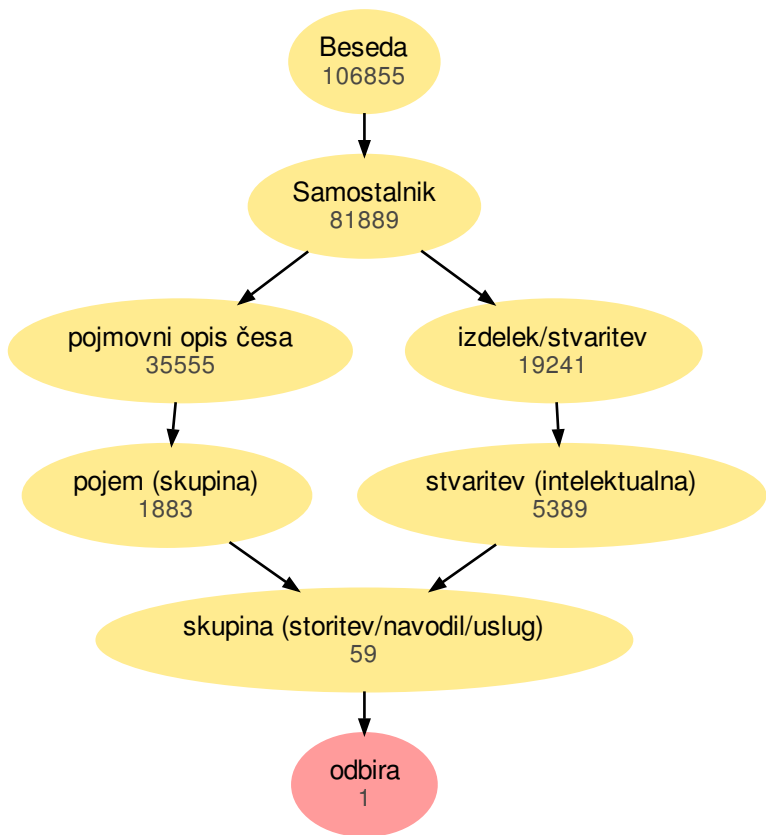 Beseda
106855
Samostalnik
81889
pojmovni opis česa
35555
izdelek/stvaritev
19241
pojem (skupina)
1883
stvaritev (intelektualna)
5389
skupina (storitev/navodil/uslug)
59
odbira
1